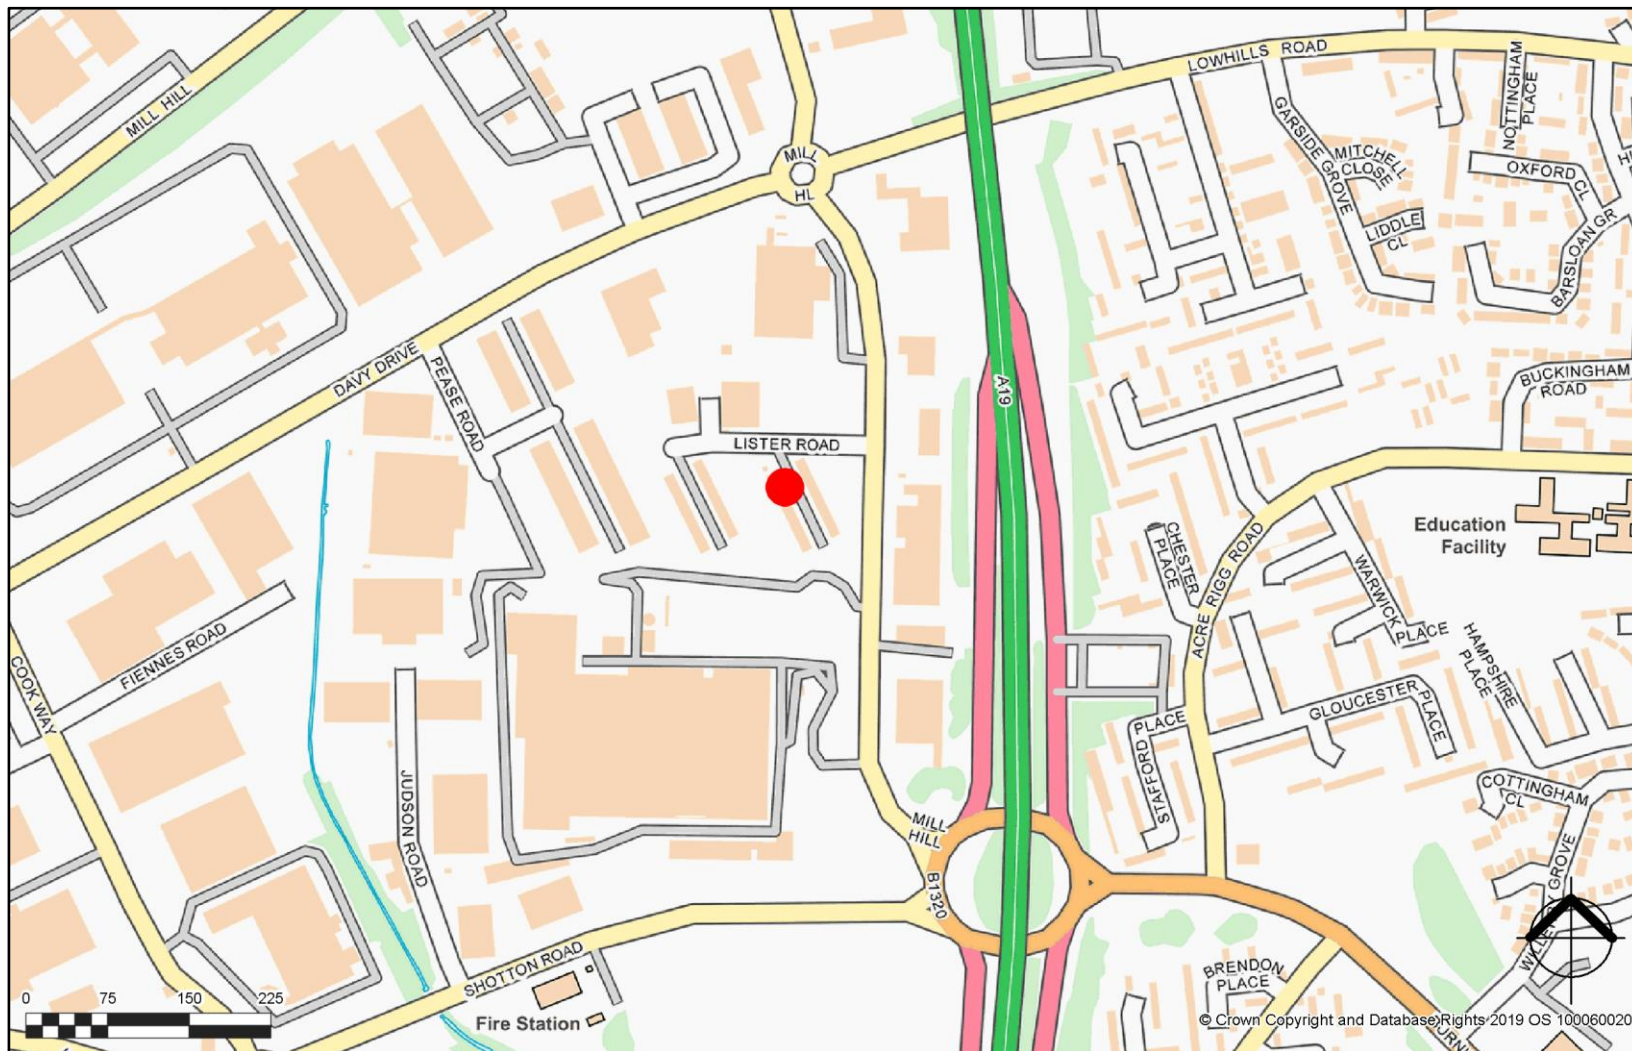 LOWHILLS ROAD
NOTTINGHAM
PLACE
MILL HILL
GARSIDE GROVE
MITCHELL
CLOSE
OXFORD CL
MILL
HL
LIDDLE
CL
BARSLOAN GR
DAVY DRIVE
PEASE ROAD
A19
BUCKINGHAM
ROAD
LISTER ROAD
Education
Facility
CHESTER
PLACE
ACRE RIGG ROAD
WARWICK
PLACE
FIENNES ROAD
COOK WAY
HAMPSHIRE
PLACE
GLOUCESTER PLACE
STAFFORD PLACE
JUDSON ROAD
COTTINGHAM
CL
MILL
HILL
B1320
GROVE
SHOTTON ROAD
BRENDON
PLACE
0 75 150 225
Fire Station
© Crown Copyright and Database Rights 2019 OS 100060020